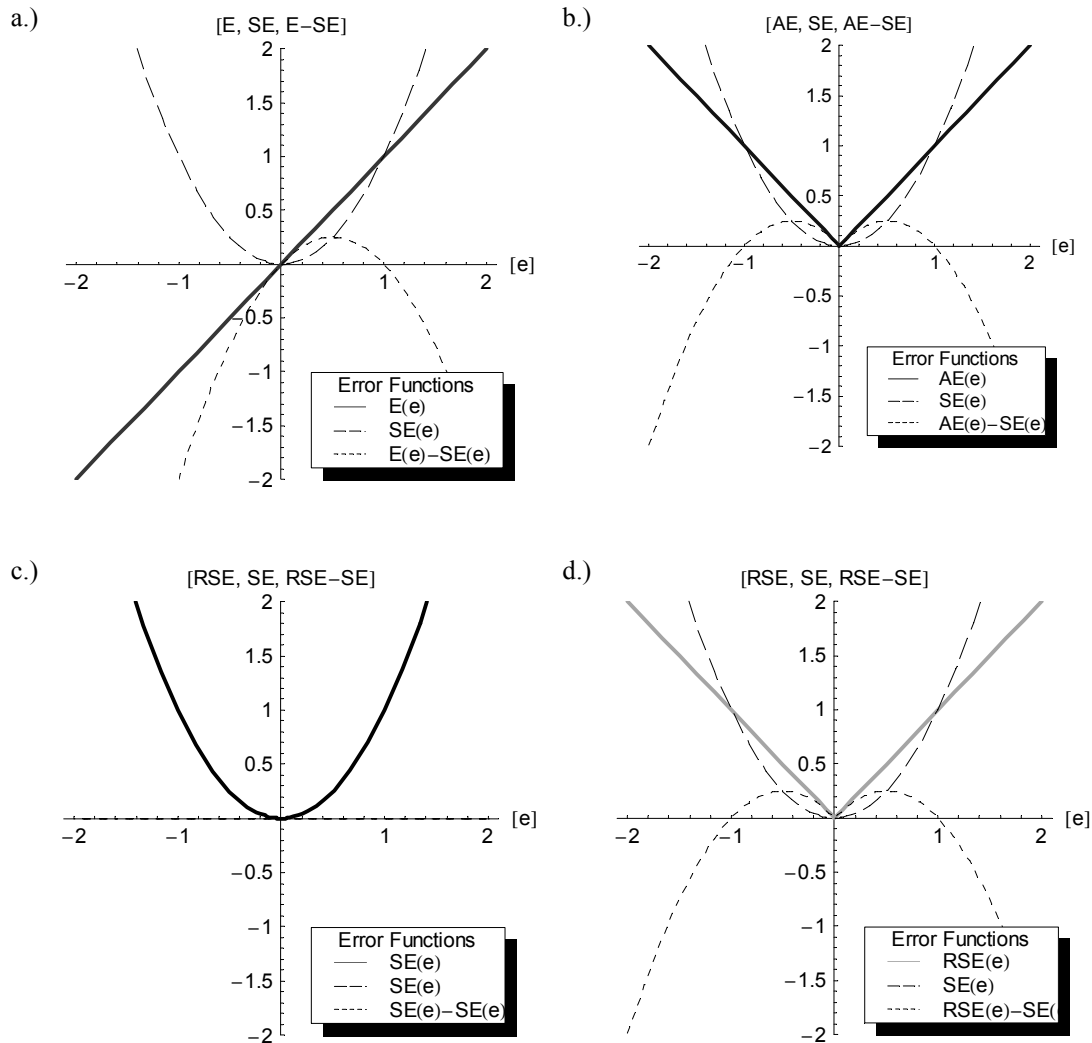 a.)
[E, SE, E−SE]
2
1.5
1
0.5
−2 −1 1 2 [e]
−0.5
−1
−1.5
−2
Error Functions
E(e)
SE(e)
E(e)−SE(e)
b.)
[AE, SE, AE−SE]
2
1.5
1
0.5
−2 −1 1 2 [e]
−0.5
−1
−1.5
−2
Error Functions
AE(e)
SE(e)
AE(e)−SE(e)
c.)
[RSE, SE, RSE−SE]
2
1.5
1
0.5
−2 −1 1 2 [e]
−0.5
−1
−1.5
−2
Error Functions
SE(e)
SE(e)
SE(e)−SE(e)
d.)
[RSE, SE, RSE−SE]
2
1.5
1
0.5
−2 −1 1 2 [e]
−0.5
−1
−1.5
−2
Error Functions
RSE(e)
SE(e)
RSE(e)−SE(